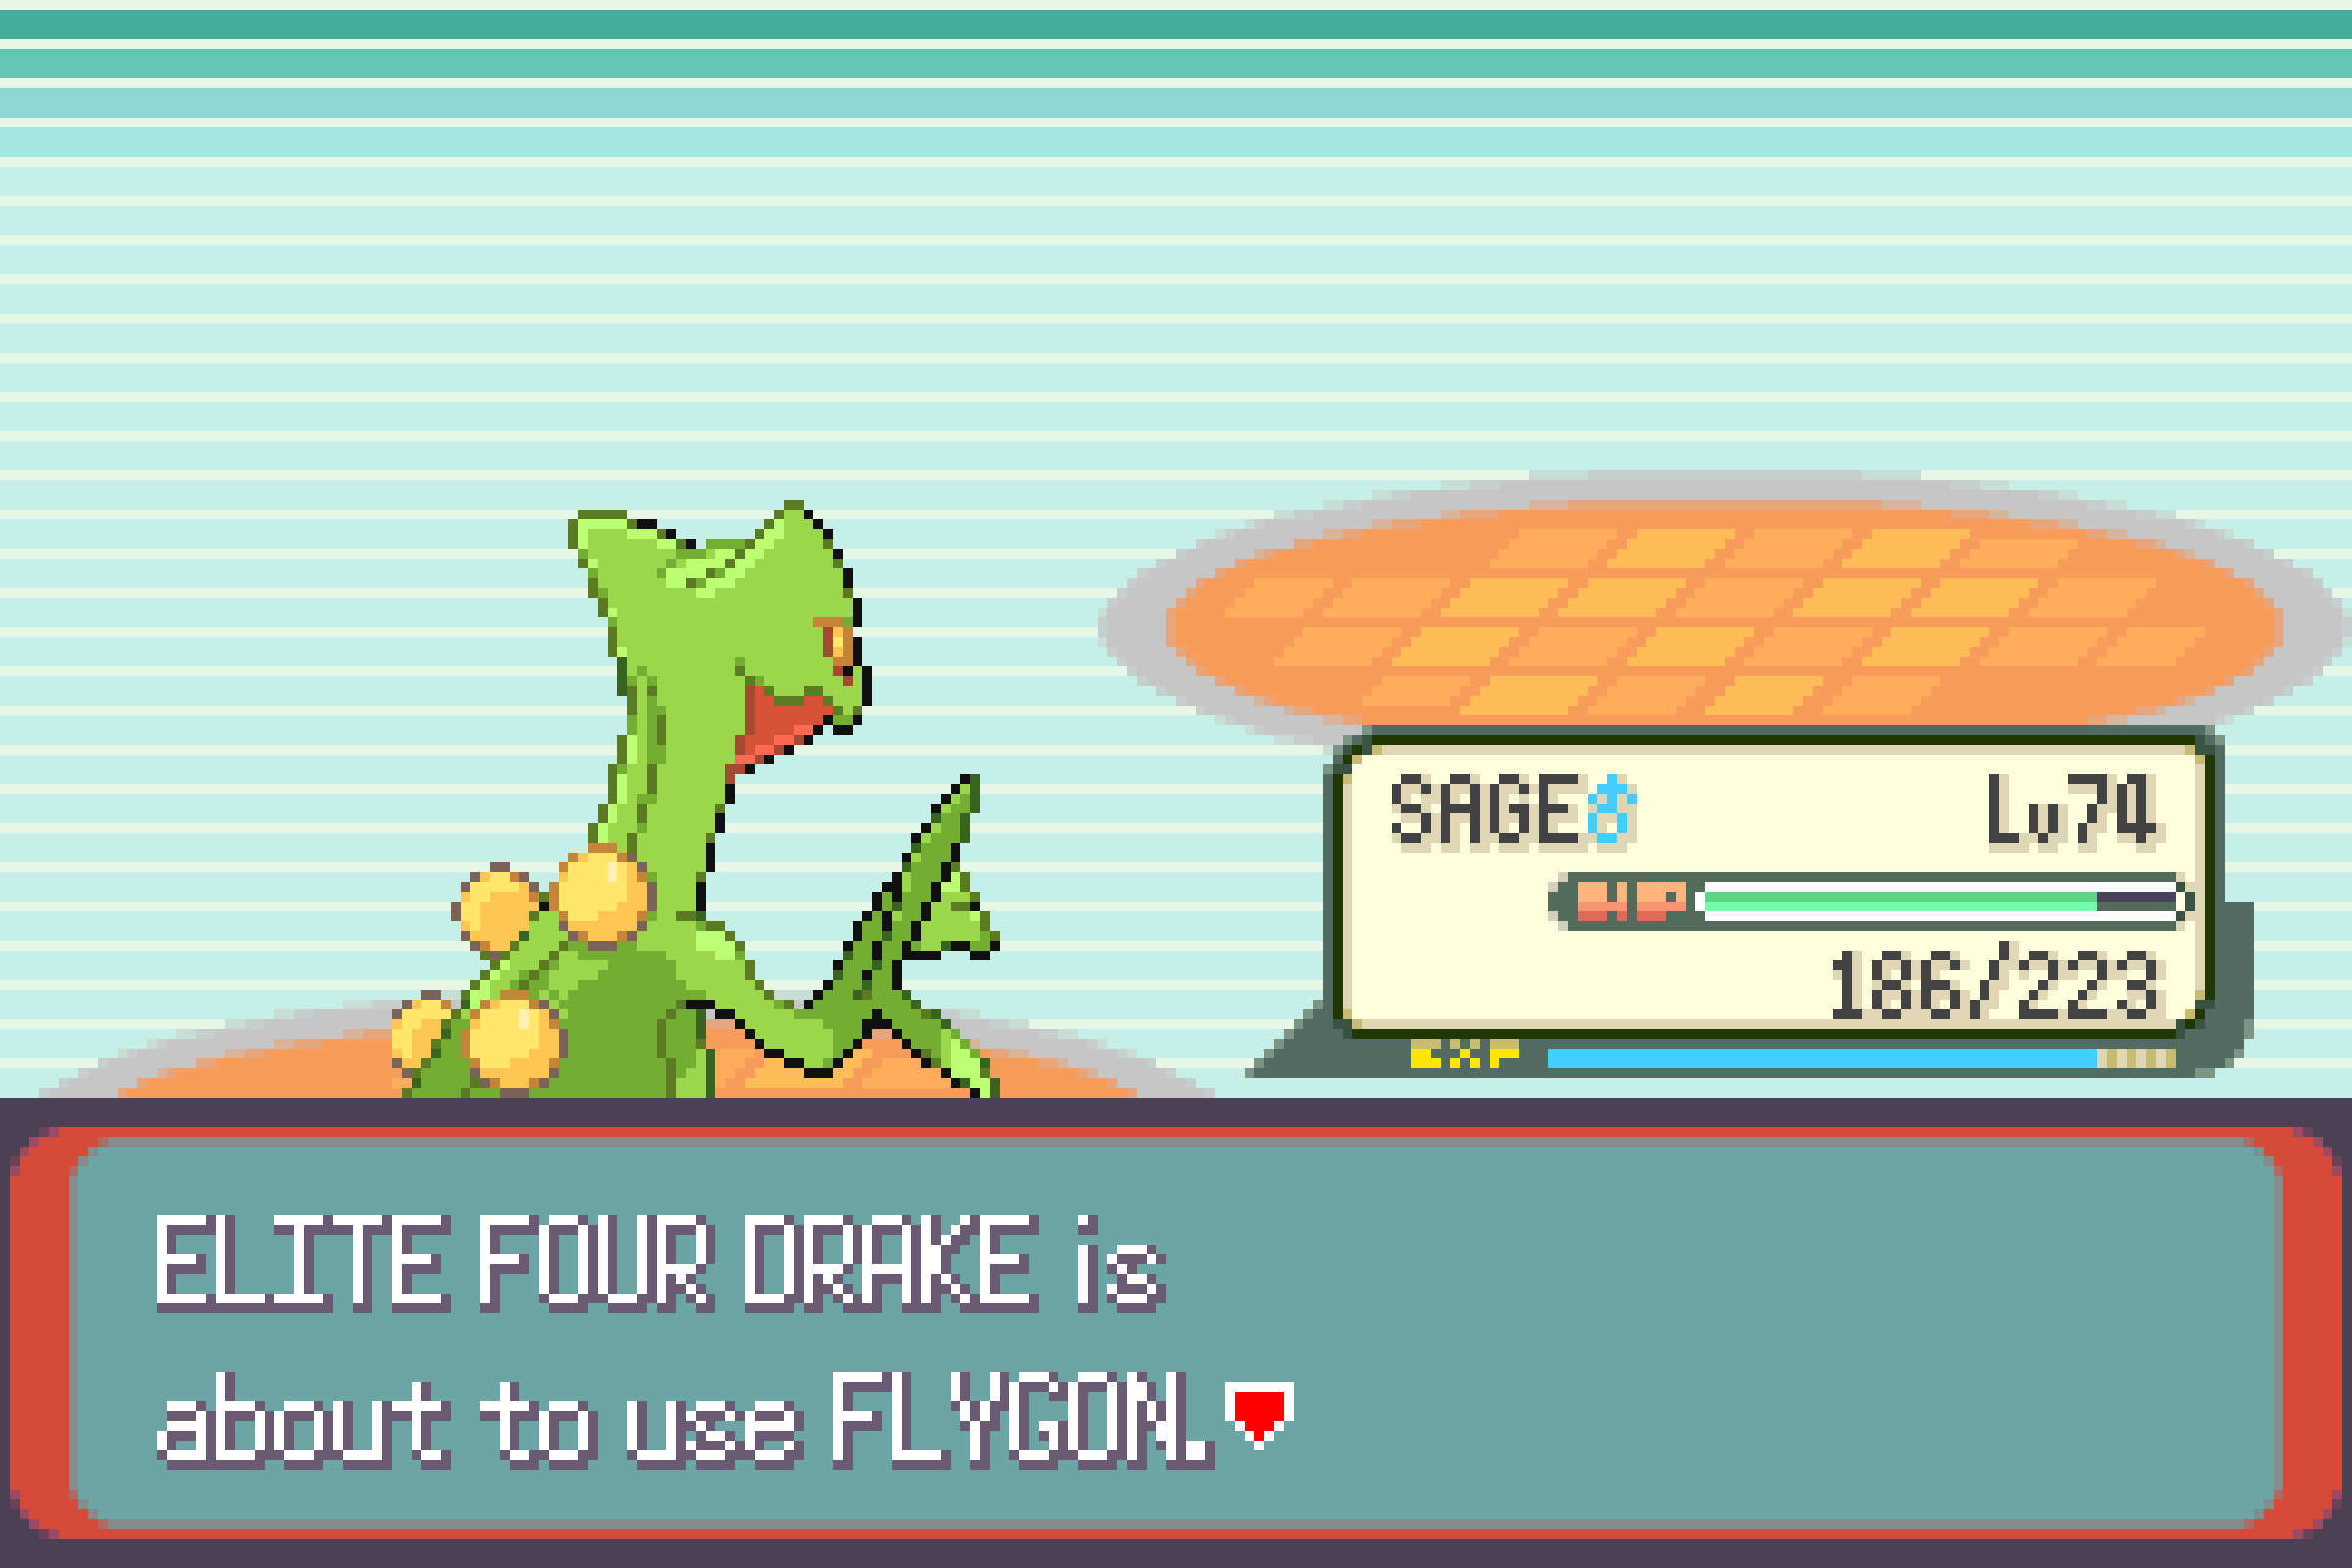 SAGE♂ Lv74
HP
186/223
EXP
ELITE FOUR DRAKE is
about to use FLYGON.